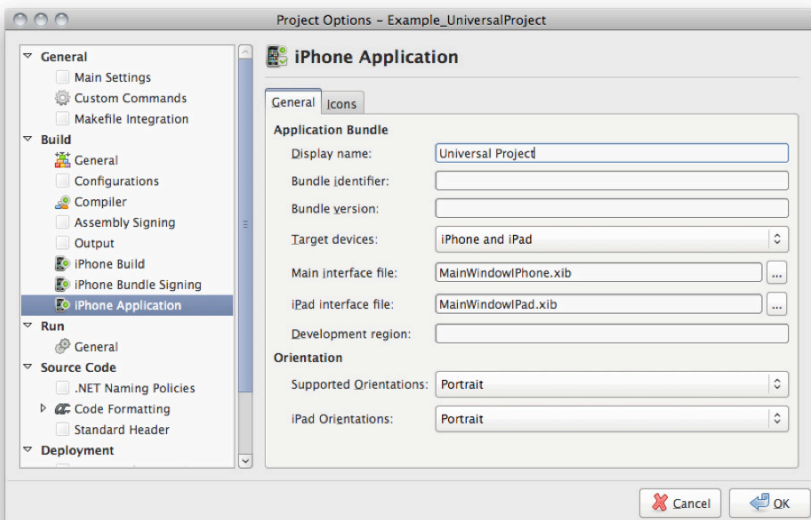 Project Options – Example_UniversalProject
General
Main Settings
Custom Commands
Makefile Integration
Build
General
Configurations
Compiler
Assembly Signing
Output
iPhone Build
iPhone Bundle Signing
iPhone Application
Run
General
Source Code
.NET Naming Policies
Code Formatting
Standard Header
Deployment
iPhone Application
General Icons
Application Bundle
Display name: Universal Project
Bundle identifier:
Bundle version:
Target devices: iPhone and iPad
Main interface file: MainWindowIPhone.xib ...
iPad interface file: MainWindowIPad.xib ...
Development region:
Orientation
Supported Orientations: Portrait
iPad Orientations: Portrait
Cancel OK